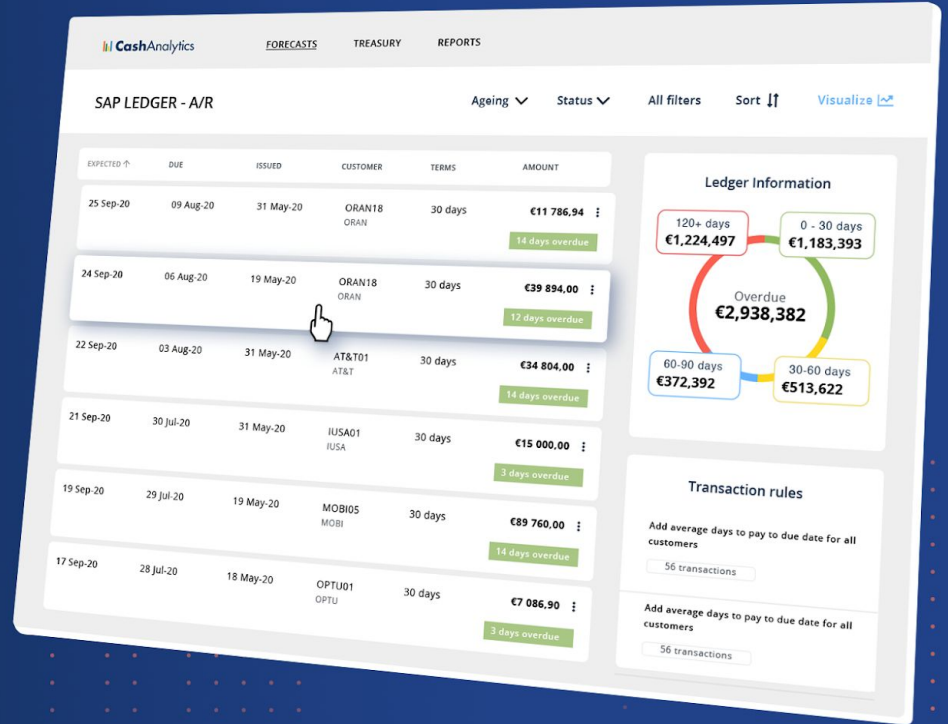 CashAnalytics
FORECASTS TREASURY REPORTS
SAP LEDGER - A/R
Ageing Status All filters Sort Visualize
EXPECTED ↑ DUE ISSUED CUSTOMER TERMS AMOUNT
25 Sep-20 09 Aug-20 31 May-20 ORAN18 30 days €11 786,94
ORAN
14 days overdue
24 Sep-20 06 Aug-20 19 May-20 ORAN18 30 days €39 894,00
ORAN
12 days overdue
22 Sep-20 03 Aug-20 31 May-20 AT&T01 30 days €34 804,00
AT&T
14 days overdue
21 Sep-20 30 Jul-20 31 May-20 IUSA01 30 days €15 000,00
IUSA
3 days overdue
19 Sep-20 29 Jul-20 19 May-20 MOBI05 30 days €89 760,00
MOBI
14 days overdue
17 Sep-20 28 Jul-20 18 May-20 OPTU01 30 days €7 086,90
OPTU
3 days overdue
Ledger Information
120+ days
€1,224,497
0 - 30 days
€1,183,393
Overdue
€2,938,382
60-90 days
€372,392
30-60 days
€513,622
Transaction rules
Add average days to pay to due date for all
customers
56 transactions
Add average days to pay to due date for all
customers
56 transactions